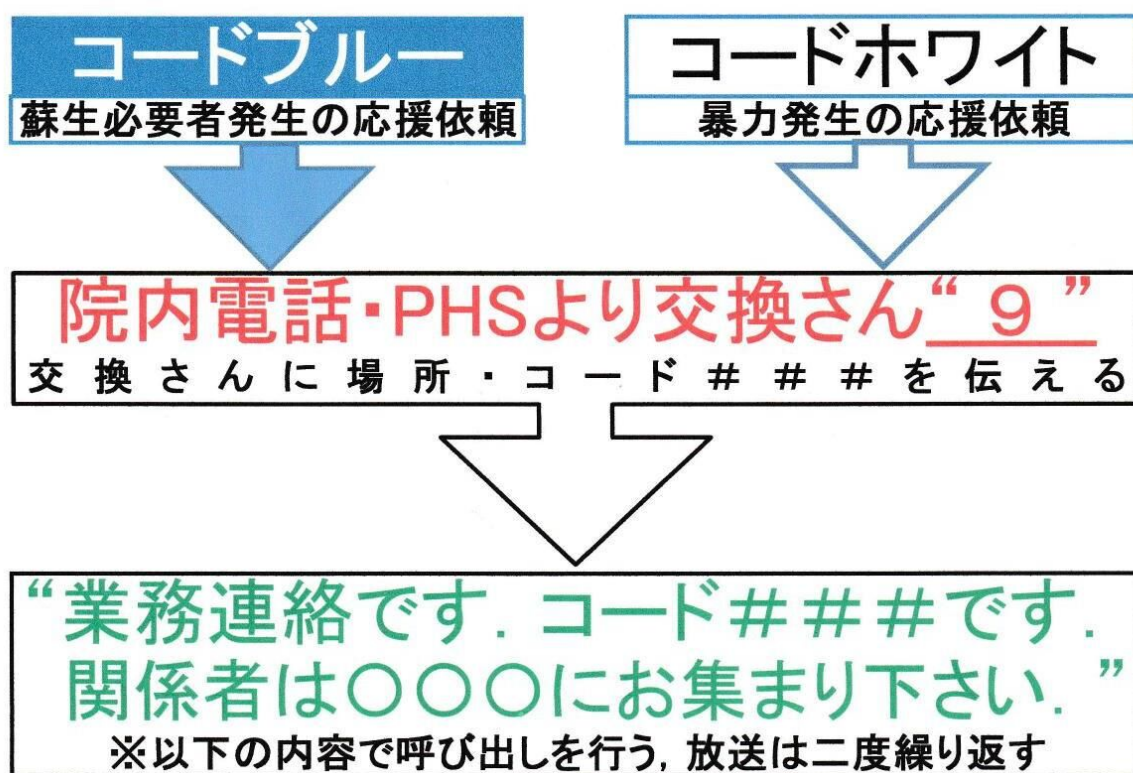 コードブルー
蘇生必要者発生の応援依頼
コードホワイト
暴力発生の応援依頼
院内電話・PHSより交換さん“ 9 ”
交換さんに場所・コード###を伝える
“業務連絡です. コード###です.
関係者は〇〇〇にお集まり下さい. ”
※以下の内容で呼び出しを行う, 放送は二度繰り返す